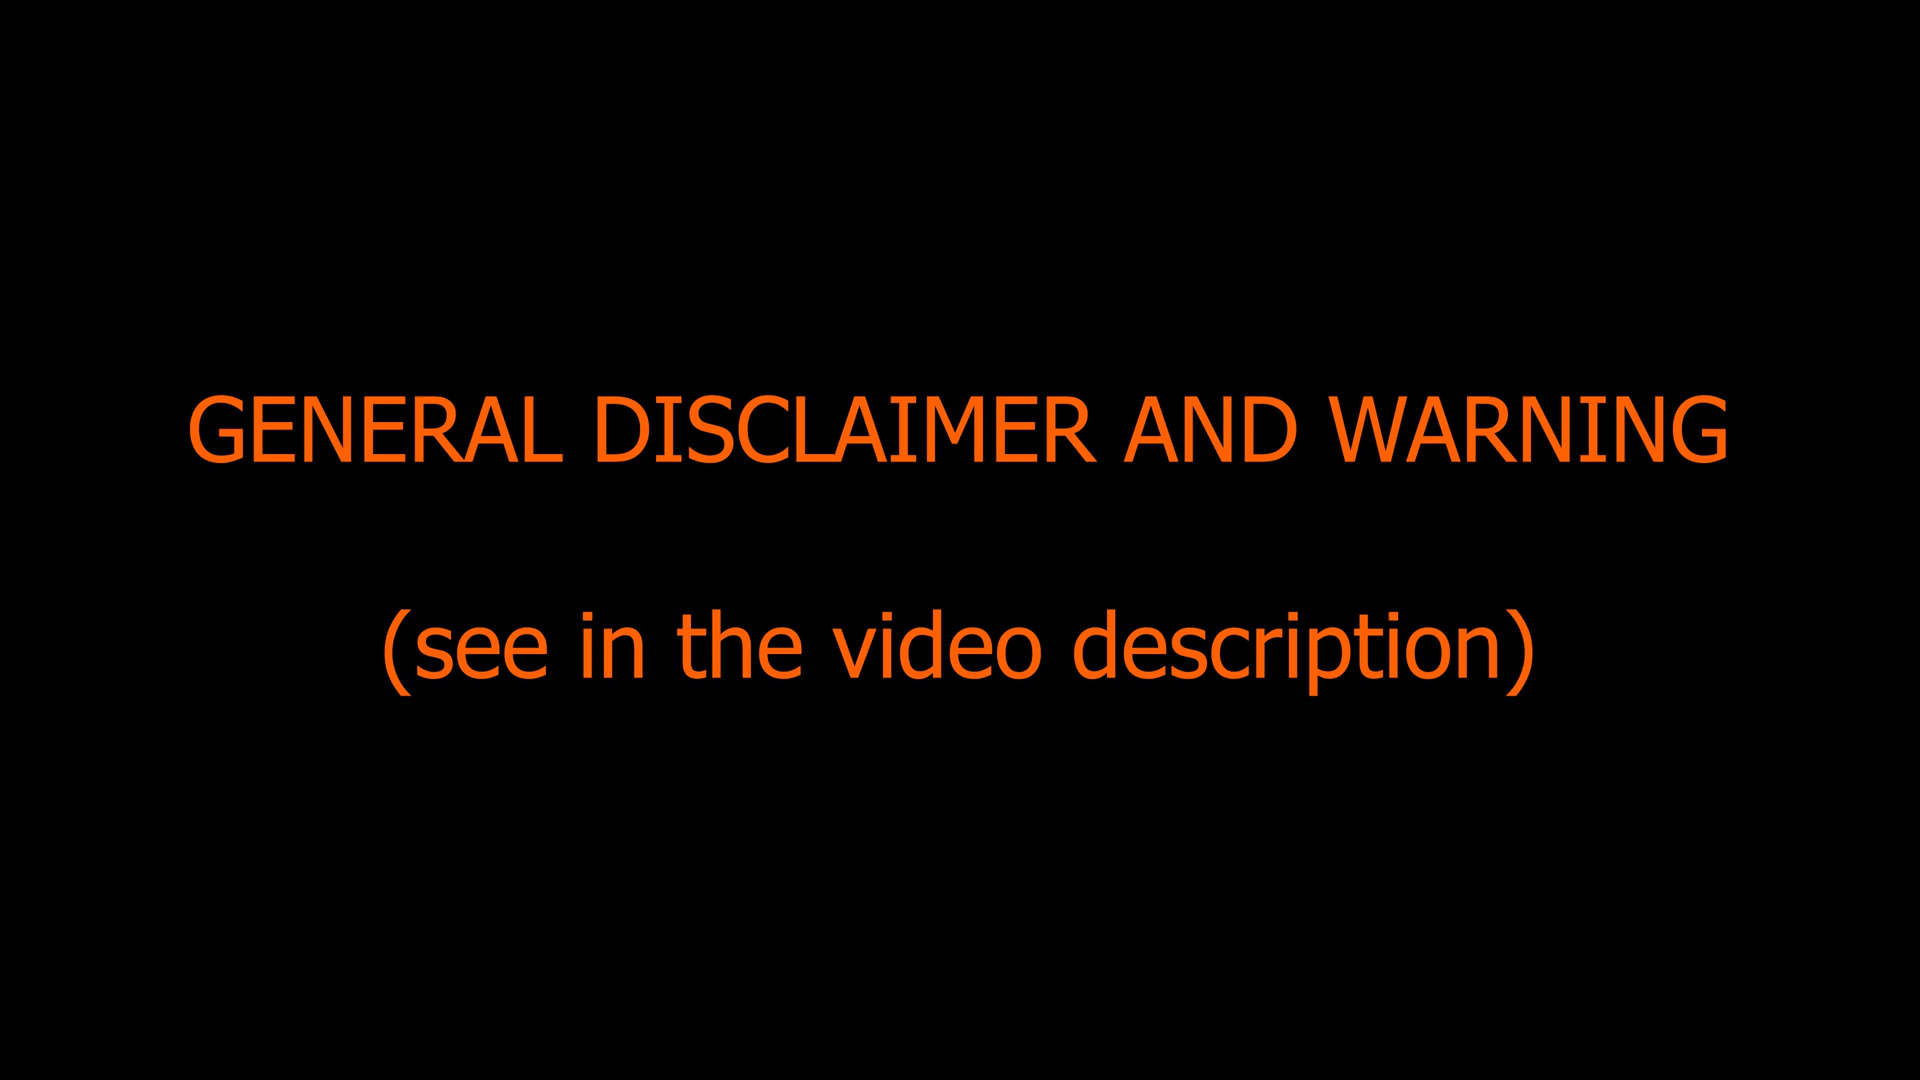 GENERAL DISCLAIMER AND WARNING
(see in the video description)